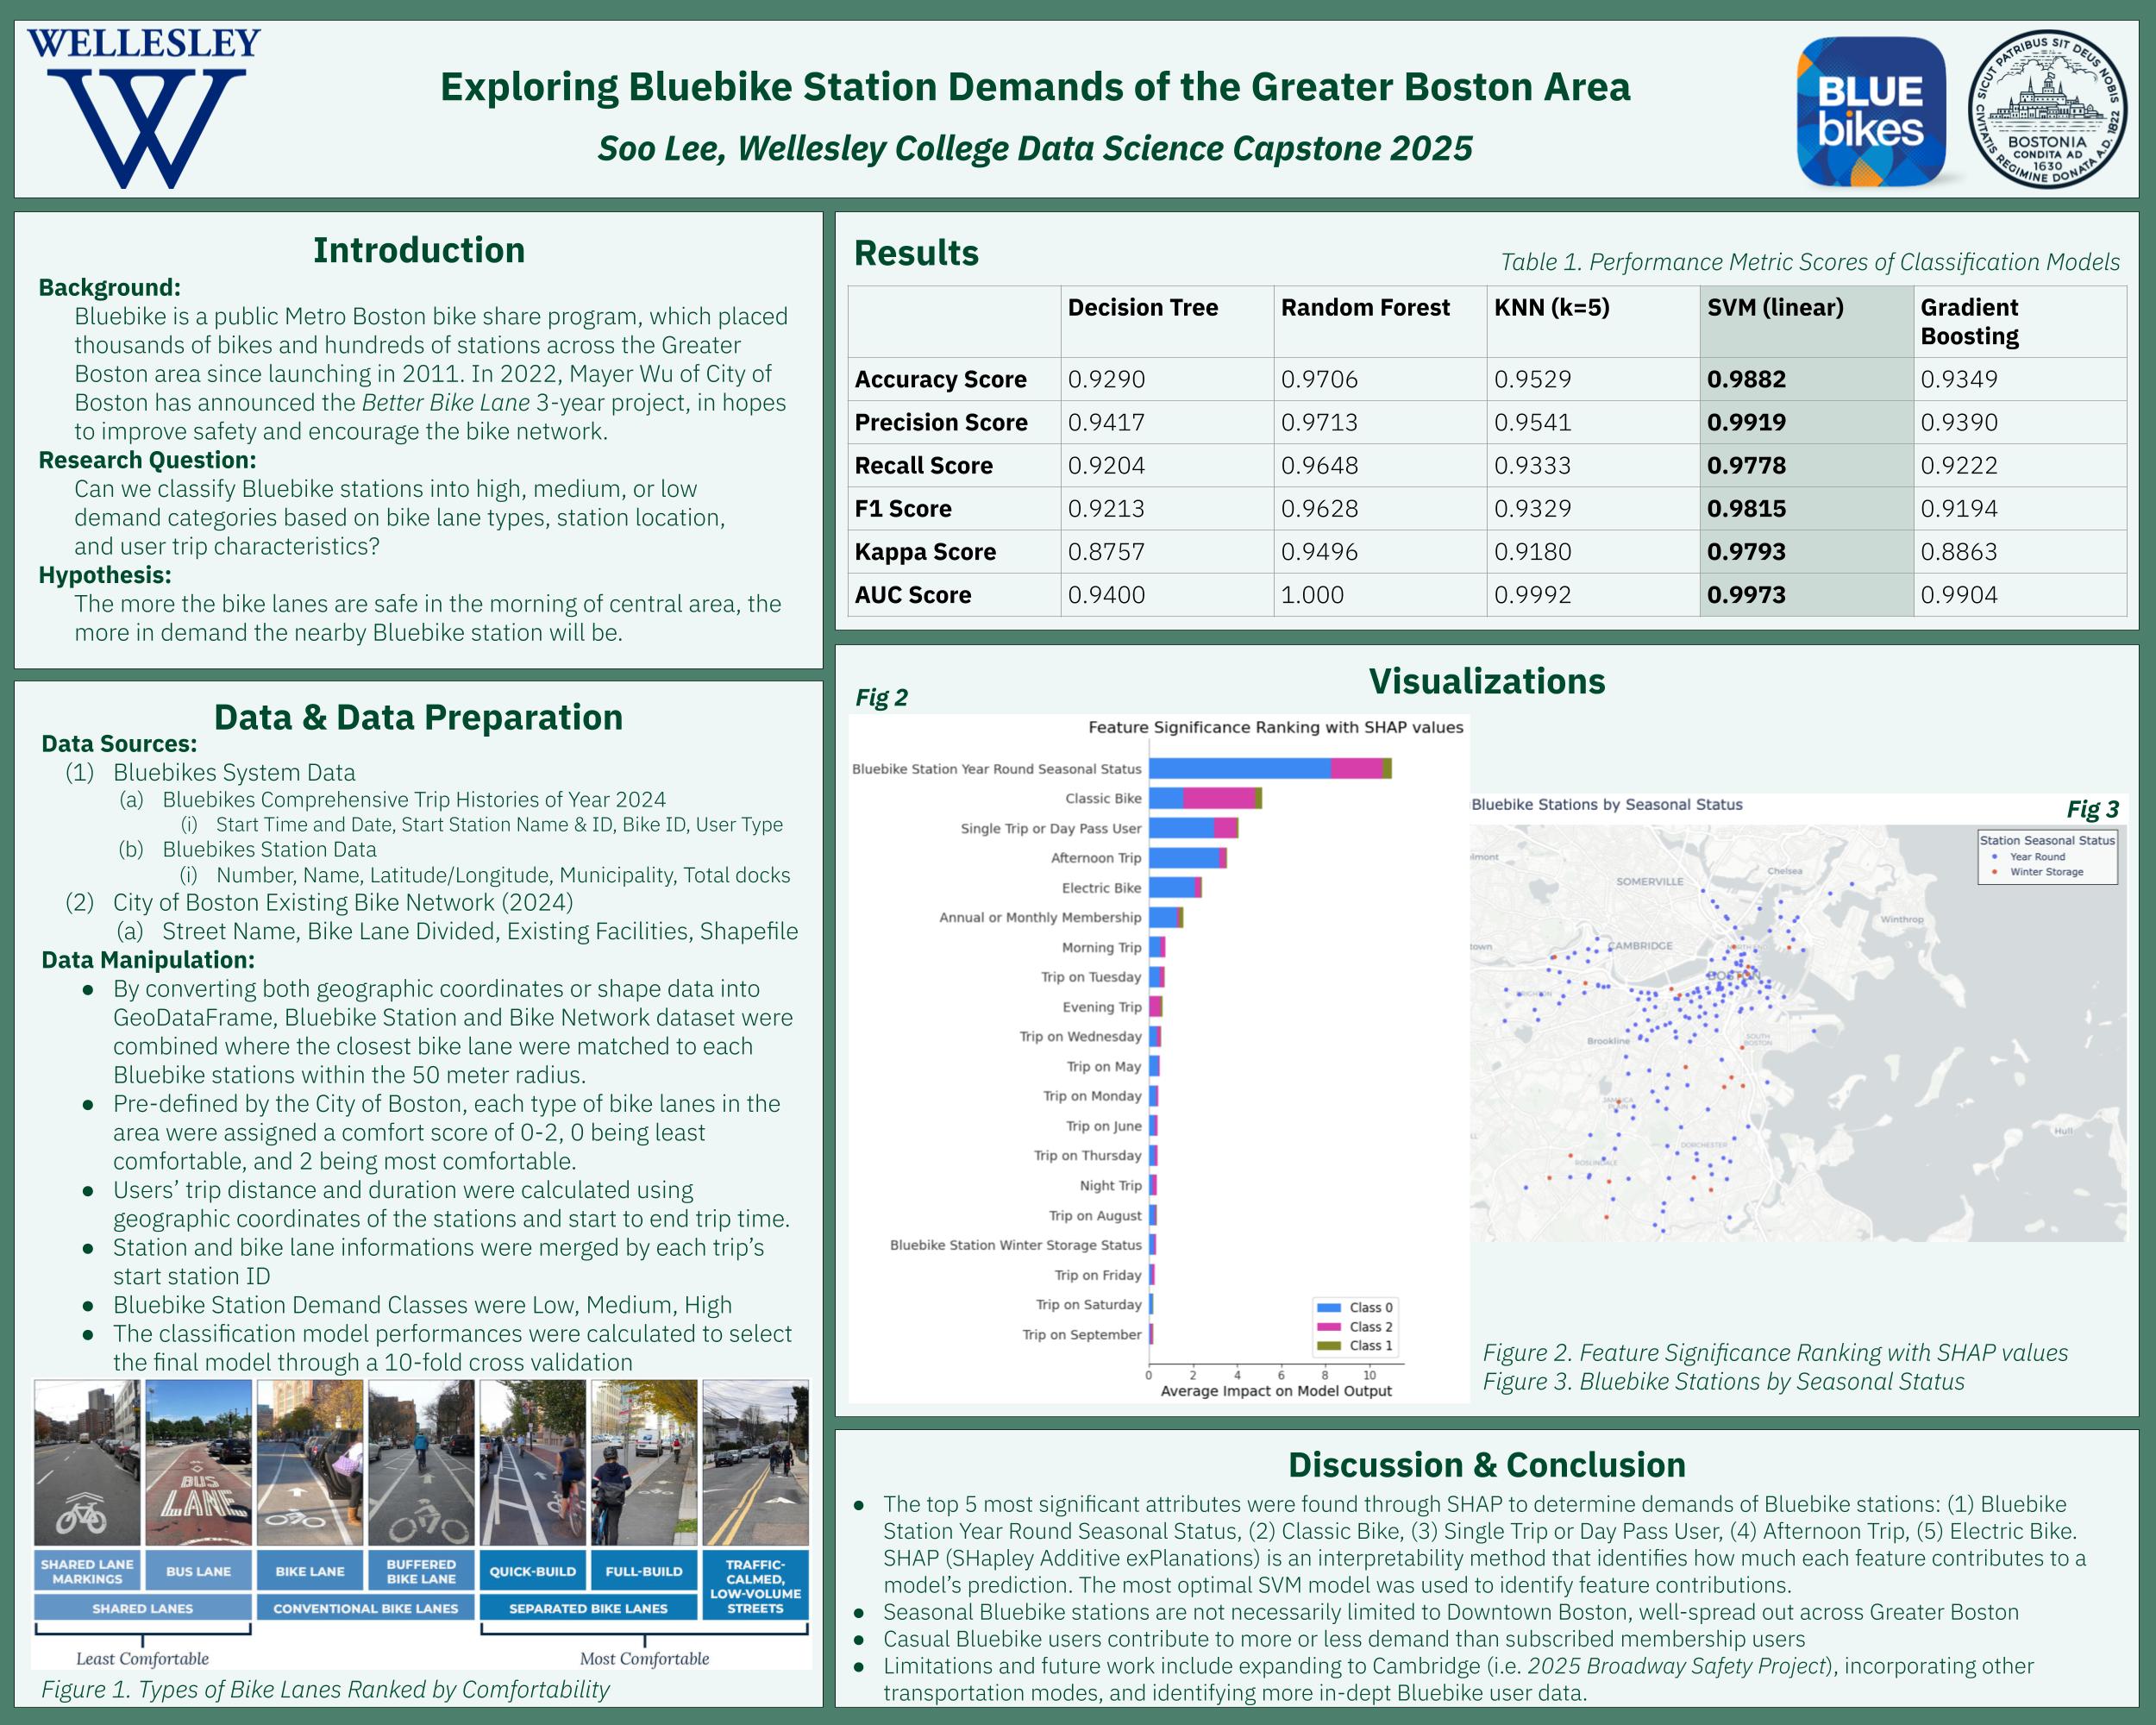 WELLESLEY
W
Exploring Bluebike Station Demands of the Greater Boston Area
Soo Lee, Wellesley College Data Science Capstone 2025
BLUE
bikes
SICUT PATRIBUS SIT DEUS NOBIS
CIVITATIS REGIMINE DONATA A.D. 1822
BOSTONIA
CONDITA AD
1630
Introduction
Background:
Bluebike is a public Metro Boston bike share program, which placed
thousands of bikes and hundreds of stations across the Greater
Boston area since launching in 2011. In 2022, Mayer Wu of City of
Boston has announced the Better Bike Lane 3-year project, in hopes
to improve safety and encourage the bike network.
Research Question:
Can we classify Bluebike stations into high, medium, or low
demand categories based on bike lane types, station location,
and user trip characteristics?
Hypothesis:
The more the bike lanes are safe in the morning of central area, the
more in demand the nearby Bluebike station will be.
Data & Data Preparation
Data Sources:
(1) Bluebikes System Data
(a) Bluebikes Comprehensive Trip Histories of Year 2024
(i) Start Time and Date, Start Station Name & ID, Bike ID, User Type
(b) Bluebikes Station Data
(i) Number, Name, Latitude/Longitude, Municipality, Total docks
(2) City of Boston Existing Bike Network (2024)
(a) Street Name, Bike Lane Divided, Existing Facilities, Shapefile
Data Manipulation:
● By converting both geographic coordinates or shape data into
GeoDataFrame, Bluebike Station and Bike Network dataset were
combined where the closest bike lane were matched to each
Bluebike stations within the 50 meter radius.
● Pre-defined by the City of Boston, each type of bike lanes in the
area were assigned a comfort score of 0-2, 0 being least
comfortable, and 2 being most comfortable.
● Users’ trip distance and duration were calculated using
geographic coordinates of the stations and start to end trip time.
● Station and bike lane informations were merged by each trip’s
start station ID
● Bluebike Station Demand Classes were Low, Medium, High
● The classification model performances were calculated to select
the final model through a 10-fold cross validation
BUS
LANE
SHARED LANE
MARKINGS
BUS LANE
BIKE LANE
BUFFERED
BIKE LANE
QUICK-BUILD
FULL-BUILD
TRAFFIC-
CALMED,
LOW-VOLUME
STREETS
SHARED LANES
CONVENTIONAL BIKE LANES
SEPARATED BIKE LANES
Least Comfortable
Most Comfortable
Figure 1. Types of Bike Lanes Ranked by Comfortability
Results
Table 1. Performance Metric Scores of Classification Models
Decision Tree Random Forest KNN (k=5) SVM (linear) Gradient
Boosting
Accuracy Score 0.9290 0.9706 0.9529 0.9882 0.9349
Precision Score 0.9417 0.9713 0.9541 0.9919 0.9390
Recall Score 0.9204 0.9648 0.9333 0.9778 0.9222
F1 Score 0.9213 0.9628 0.9329 0.9815 0.9194
Kappa Score 0.8757 0.9496 0.9180 0.9793 0.8863
AUC Score 0.9400 1.000 0.9992 0.9973 0.9904
Visualizations
Fig 2
Feature Significance Ranking with SHAP values
Bluebike Station Year Round Seasonal Status
Classic Bike
Single Trip or Day Pass User
Afternoon Trip
Electric Bike
Annual or Monthly Membership
Morning Trip
Trip on Tuesday
Evening Trip
Trip on Wednesday
Trip on May
Trip on Monday
Trip on June
Trip on Thursday
Night Trip
Trip on August
Bluebike Station Winter Storage Status
Trip on Friday
Trip on Saturday
Trip on September
Class 0
Class 2
Class 1
0 2 4 6 8 10
Average Impact on Model Output
Bluebike Stations by Seasonal Status
Fig 3
Station Seasonal Status
Year Round
Winter Storage
lmont
SOMERVILLE
Chelsea
Winthrop
town
CAMBRIDGE
BOSTON
Brookline
SOUTH
BOSTON
JAMAICA
PLAIN
DORCHESTER
ROSLINDALE
Hull
Figure 2. Feature Significance Ranking with SHAP values
Figure 3. Bluebike Stations by Seasonal Status
Discussion & Conclusion
● The top 5 most significant attributes were found through SHAP to determine demands of Bluebike stations: (1) Bluebike
Station Year Round Seasonal Status, (2) Classic Bike, (3) Single Trip or Day Pass User, (4) Afternoon Trip, (5) Electric Bike.
SHAP (SHapley Additive exPlanations) is an interpretability method that identifies how much each feature contributes to a
model’s prediction. The most optimal SVM model was used to identify feature contributions.
● Seasonal Bluebike stations are not necessarily limited to Downtown Boston, well-spread out across Greater Boston
● Casual Bluebike users contribute to more or less demand than subscribed membership users
● Limitations and future work include expanding to Cambridge (i.e. 2025 Broadway Safety Project), incorporating other
transportation modes, and identifying more in-dept Bluebike user data.